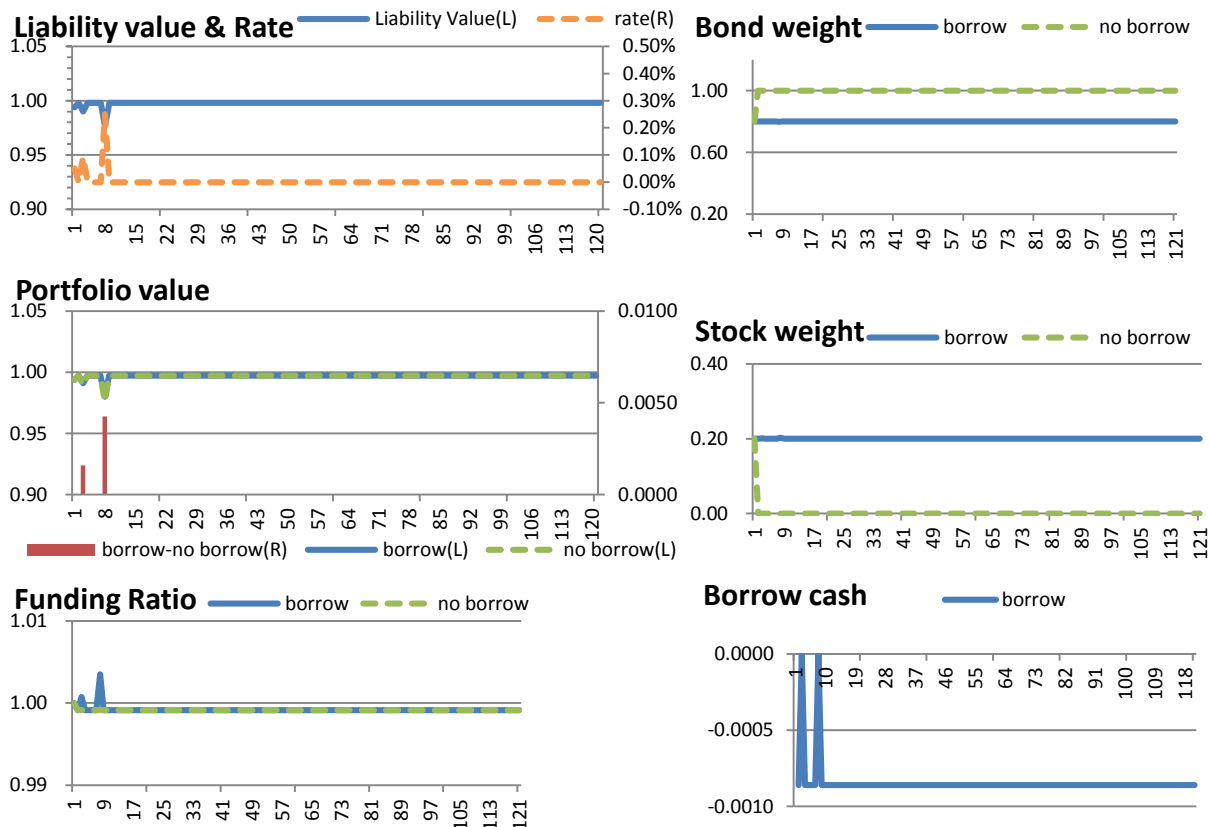 Liability value & Rate
Liability Value(L) rate(R)
1.05
1.00
0.95
0.90
0.50%
0.40%
0.30%
0.20%
0.10%
0.00%
-0.10%
1 8 15 22 29 36 43 50 57 64 71 78 85 92 99 106 113 120
Bond weight
borrow no borrow
1.00
0.60
0.20
1 9 17 25 33 41 49 57 65 73 81 89 97 105 113 121
Portfolio value
1.05
1.00
0.95
0.90
0.0100
0.0050
0.0000
1 8 15 22 29 36 43 50 57 64 71 78 85 92 99 106 113 120
borrow-no borrow(R) borrow(L) no borrow(L)
Stock weight
borrow no borrow
0.40
0.20
0.00
1 9 17 25 33 41 49 57 65 73 81 89 97 105 113 121
Funding Ratio
borrow no borrow
1.01
1.00
0.99
1 9 17 25 33 41 49 57 65 73 81 89 97 105 113 121
Borrow cash
borrow
0.0000
-0.0005
-0.0010
1 10 19 28 37 46 55 64 73 82 91 100 109 118